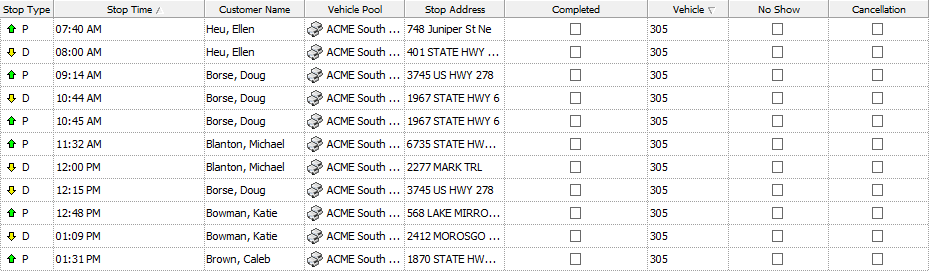 Stop Type Stop Time Customer Name Vehicle Pool Stop Address Completed Vehicle No Show Cancellation
P 07:40 AM Heu, Ellen ACME South ... 748 Juniper St Ne 305
D 08:00 AM Heu, Ellen ACME South ... 401 STATE HWY ... 305
P 09:14 AM Borse, Doug ACME South ... 3745 US HWY 278 305
D 10:44 AM Borse, Doug ACME South ... 1967 STATE HWY 6 305
P 10:45 AM Borse, Doug ACME South ... 1967 STATE HWY 6 305
P 11:32 AM Blanton, Michael ACME South ... 6735 STATE HW... 305
D 12:00 PM Blanton, Michael ACME South ... 2277 MARK TRL 305
D 12:15 PM Borse, Doug ACME South ... 3745 US HWY 278 305
P 12:48 PM Bowman, Katie ACME South ... 568 LAKE MIRRO... 305
D 01:09 PM Bowman, Katie ACME South ... 2412 MOROSGO ... 305
P 01:31 PM Brown, Caleb ACME South ... 1870 STATE HW... 305